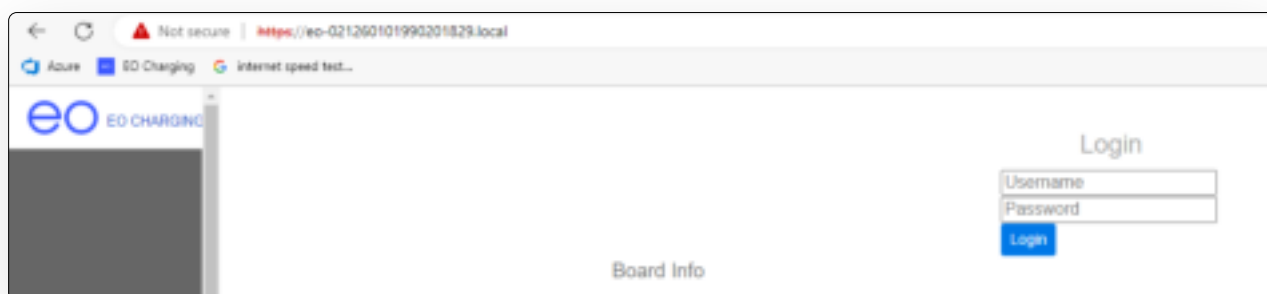 Not secure | https://eo-021260101990201829.local
Azure EO Charging internet speed test...
eo EO CHARGING
Login
Username
Password
Login
Board Info